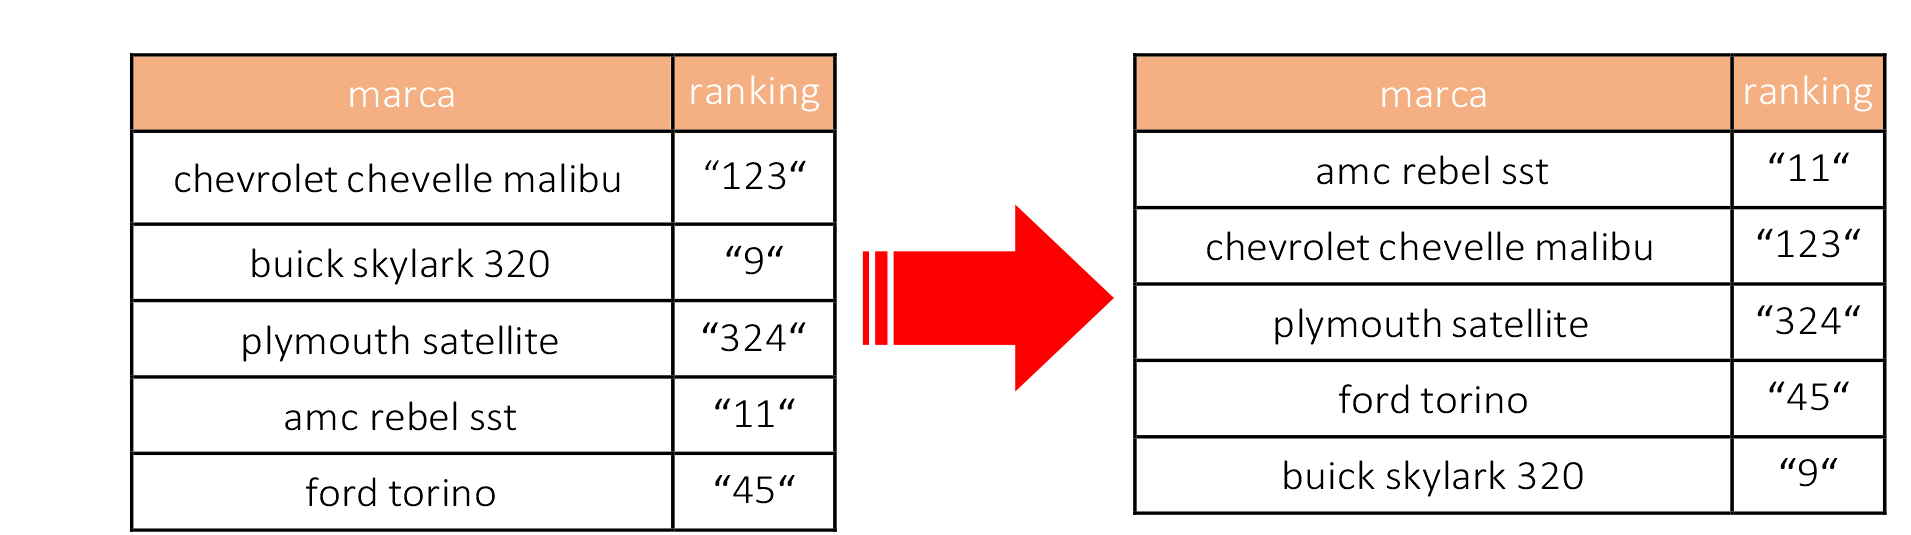 marca ranking
chevrolet chevelle malibu “123“
buick skylark 320 “9“
plymouth satellite “324“
amc rebel sst “11“
ford torino “45“
marca ranking
amc rebel sst “11“
chevrolet chevelle malibu “123“
plymouth satellite “324“
ford torino “45“
buick skylark 320 “9“